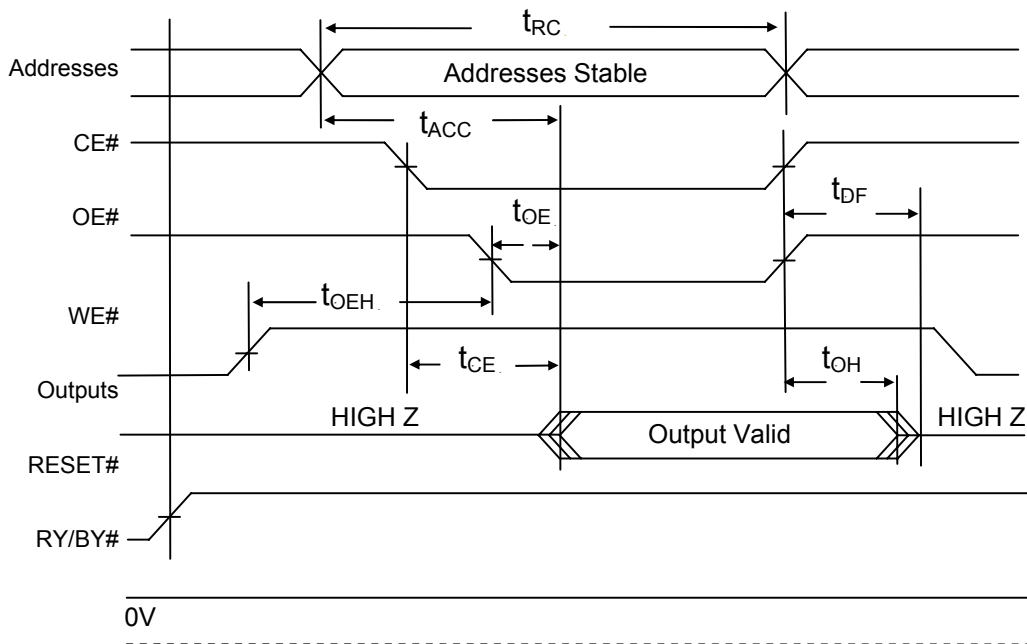 tRC
Addresses
Addresses Stable
tACC
CE#
tDF
OE#
tOE
tOEH
WE#
tCE
tOH
Outputs
HIGH Z
Output Valid
HIGH Z
RESET#
RY/BY#
0V